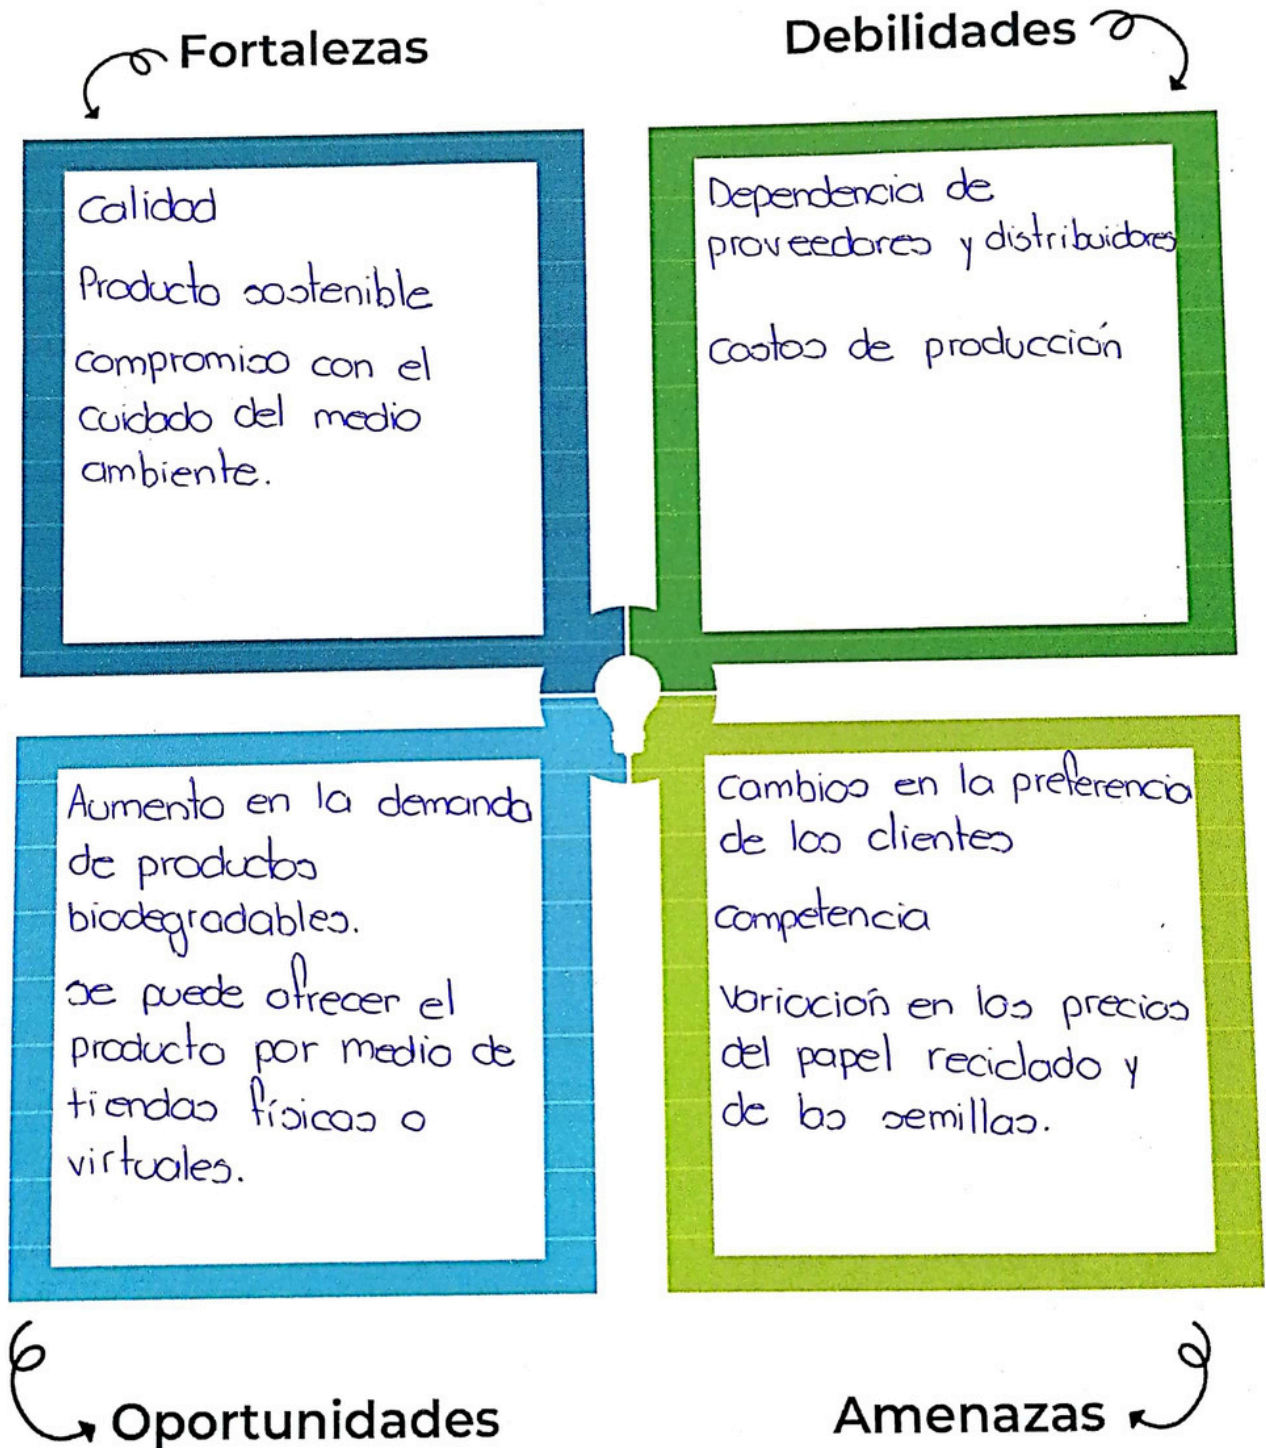 Fortalezas
calidad
Producto sostenible
compromiso con el
cuidado del medio
ambiente.
Debilidades
Dependencia de
proveedores y distribuidores
costos de producción
Aumento en la demanda
de productos
biodegradables.
se puede ofrecer el
producto por medio de
tiendas físicas o
virtuales.
Oportunidades
cambios en la preferencia
de los clientes
competencia
variación en los precios
del papel reciclado y
de las semillas.
Amenazas